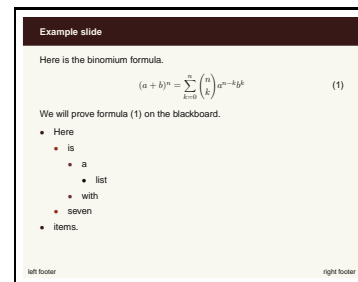 Example slide
Here is the binomium formula.
(a + b)^n = \sum_{k=0}^{n} \binom{n}{k} a^{n-k} b^k (1)
We will prove formula (1) on the blackboard.
• Here
• is
• a
• list
• with
• seven
• items.
left footer right footer